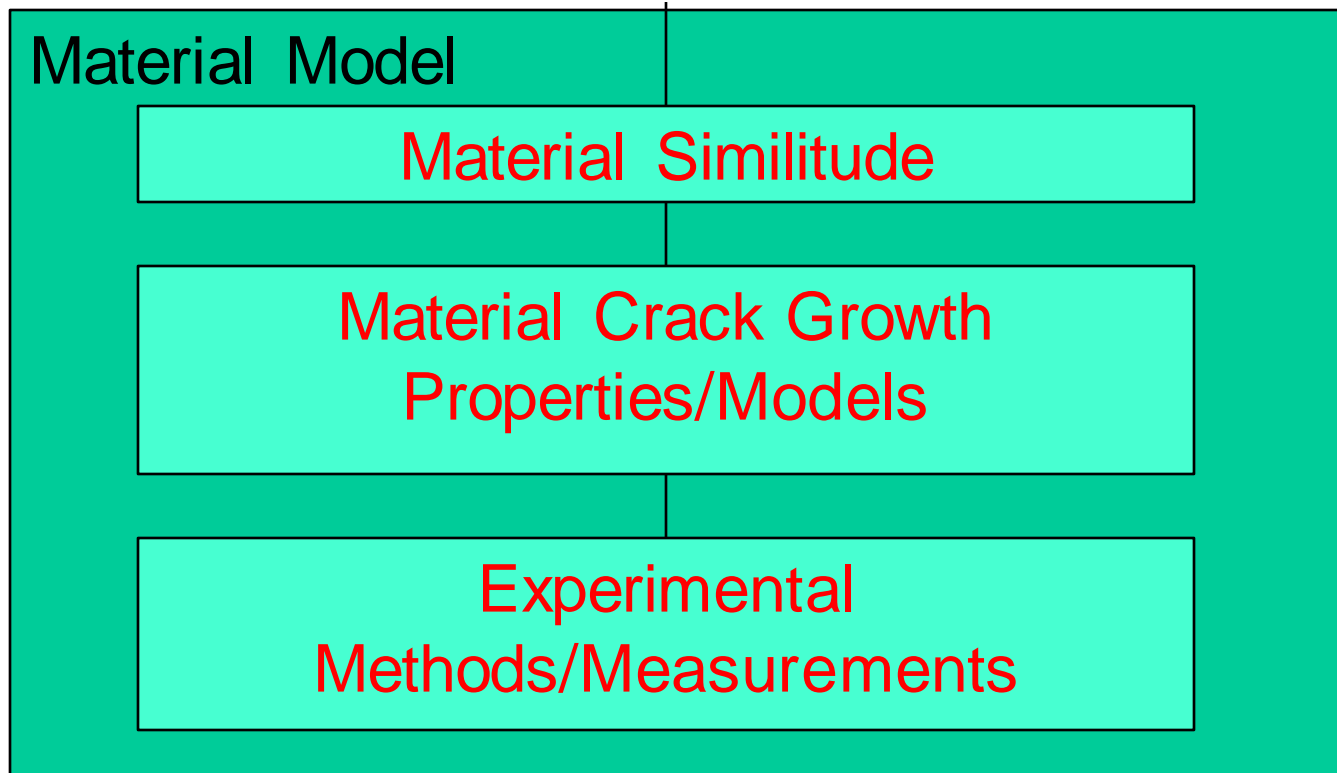 Material Model
Material Similitude
Material Crack Growth
Properties/Models
Experimental
Methods/Measurements